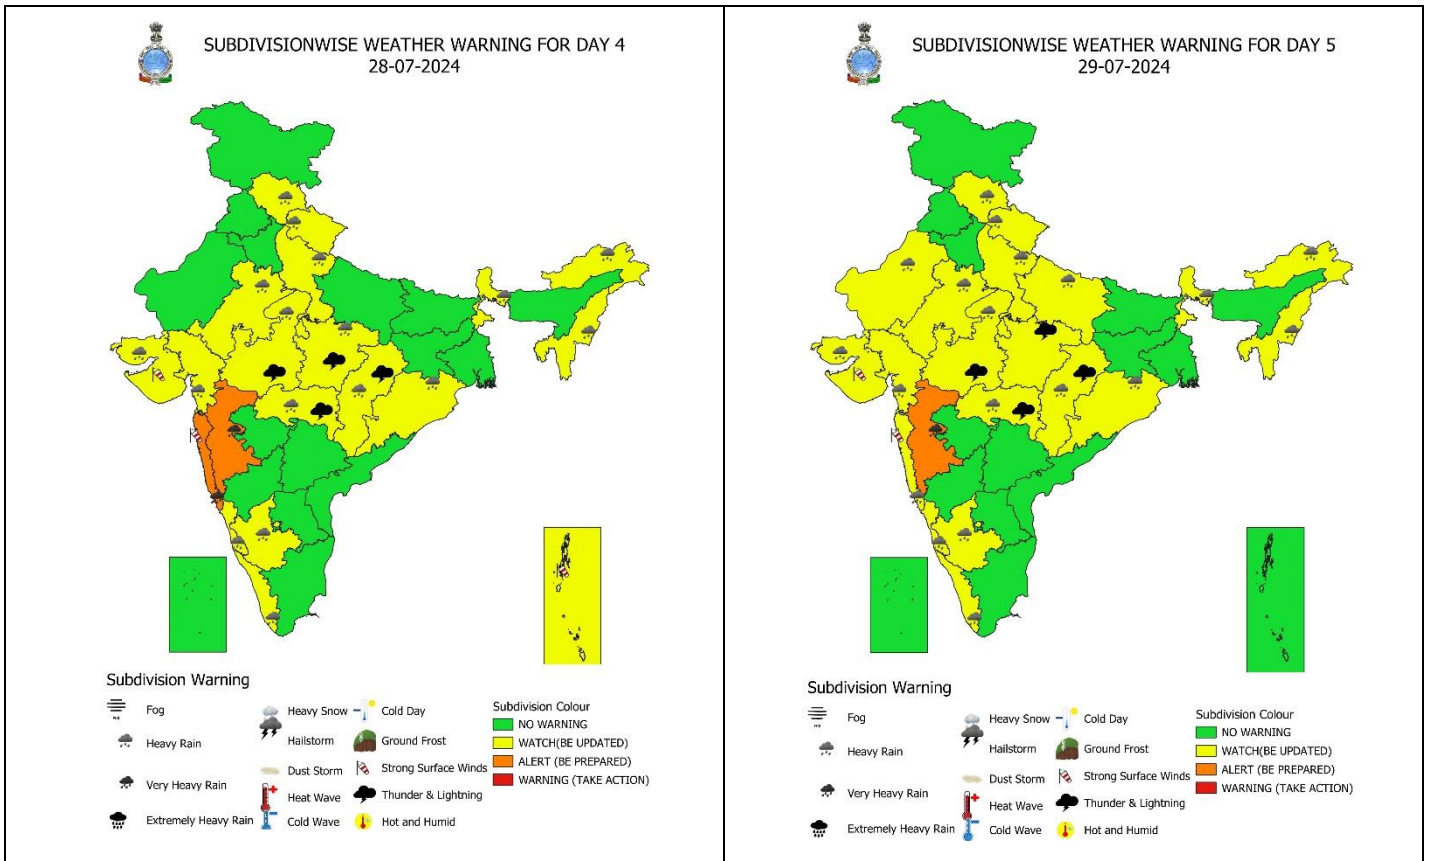 SUBDIVISIONWISE WEATHER WARNING FOR DAY 4
28-07-2024
Subdivision Warning
Fog
Heavy Rain
Very Heavy Rain
Extremely Heavy Rain
Heavy Snow
Hailstorm
Dust Storm
Heat Wave
Cold Wave
Cold Day
Ground Frost
Strong Surface Winds
Thunder & Lightning
Hot and Humid
Subdivision Colour
NO WARNING
WATCH(BE UPDATED)
ALERT (BE PREPARED)
WARNING (TAKE ACTION)
SUBDIVISIONWISE WEATHER WARNING FOR DAY 5
29-07-2024
Subdivision Warning
Fog
Heavy Rain
Very Heavy Rain
Extremely Heavy Rain
Heavy Snow
Hailstorm
Dust Storm
Heat Wave
Cold Wave
Cold Day
Ground Frost
Strong Surface Winds
Thunder & Lightning
Hot and Humid
Subdivision Colour
NO WARNING
WATCH(BE UPDATED)
ALERT (BE PREPARED)
WARNING (TAKE ACTION)